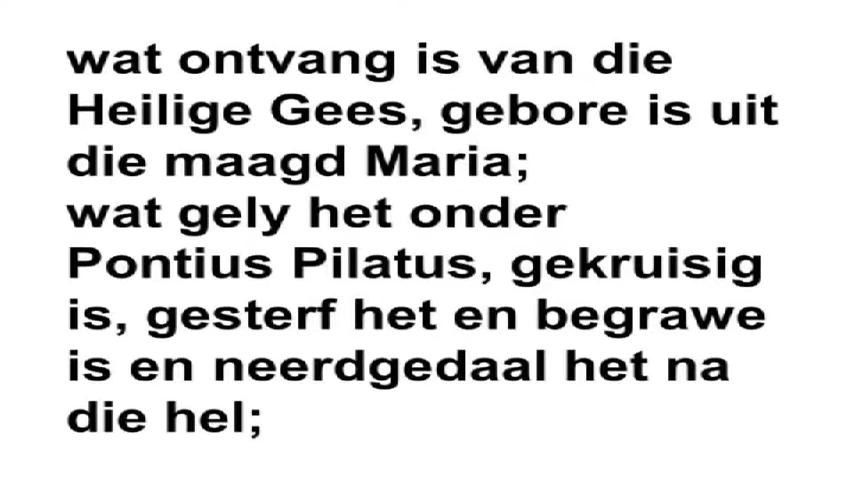 wat ontvang is van die
Heilige Gees, gebore is uit
die maagd Maria;
wat gely het onder
Pontius Pilatus, gekruisig
is, gesterf het en begrawe
is en neerdgedaal het na
die hel;